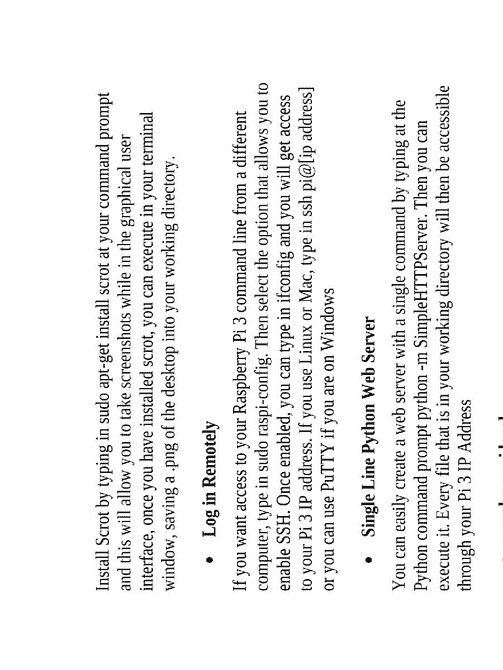 Install Scrot by typing in sudo apt-get install scrot at your command prompt
and this will allow you to take screenshots while in the graphical user
interface, once you have installed scrot, you can execute in your terminal
window, saving a .png of the desktop into your working directory.
• Log in Remotely
If you want access to your Raspberry Pi 3 command line from a different
computer, type in sudo raspi-config. Then select the option that allows you to
enable SSH. Once enabled, you can type in ifconfig and you will get access
to your Pi 3 IP address. If you use Linux or Mac, type in ssh pi@[ip address]
or you can use PuTTY if you are on Windows
• Single Line Python Web Server
You can easily create a web server with a single command by typing at the
Python command prompt python -m SimpleHTTPServer. Then you can
execute it. Every file that is in your working directory will then be accessible
through your Pi 3 IP Address